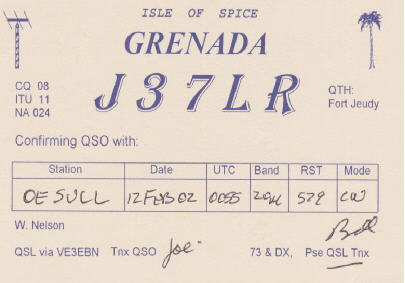 ISLE OF SPICE
GRENADA
J37LR
CQ 08
ITU 11
NA 024
QTH:
Fort Jeudy
Confirming QSO with:
Station Date UTC Band RST Mode
OE5ULL 12FEB02 0055 20M 529 CW
W. Nelson Bill
QSL via VE3EBN Tnx QSO Joe 73 & DX, Pse QSL Tnx